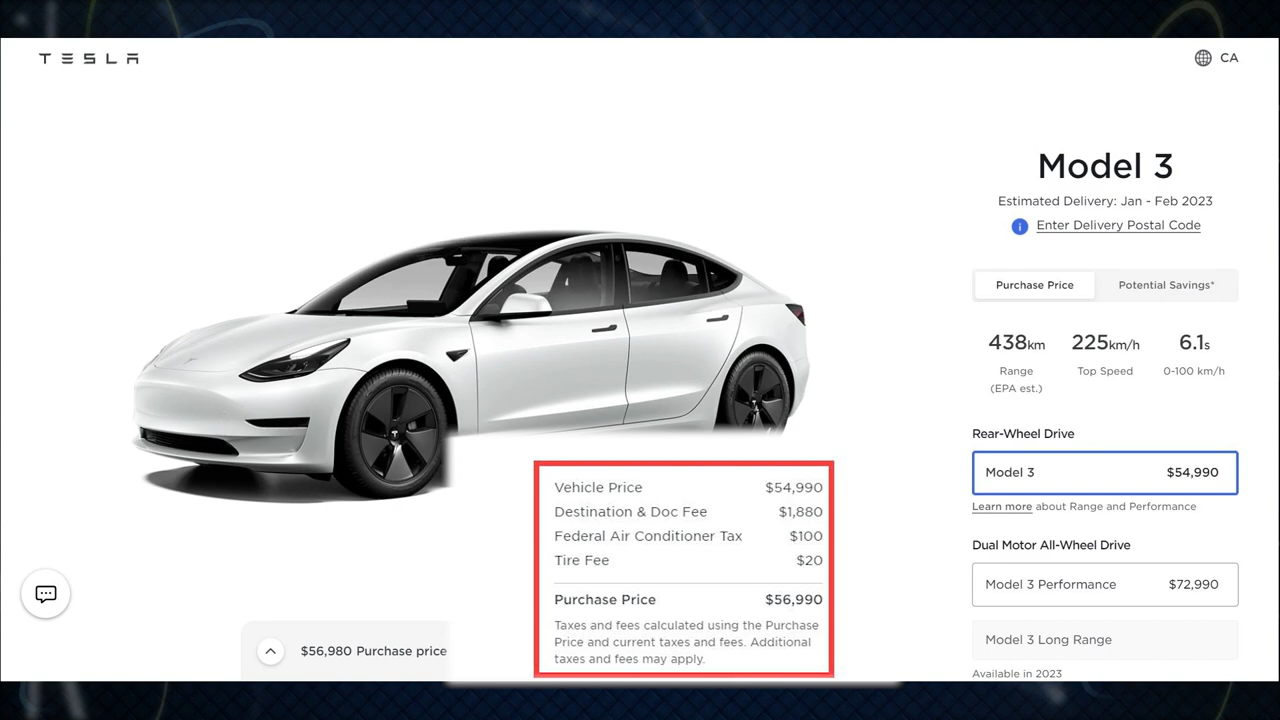 TESLA
CA
Model 3
Estimated Delivery: Jan - Feb 2023
i Enter Delivery Postal Code
Purchase Price Potential Savings*
438km 225km/h 6.1s
Range Top Speed 0-100 km/h
(EPA est.)
Rear-Wheel Drive
Model 3 $54,990
Learn more about Range and Performance
Dual Motor All-Wheel Drive
Model 3 Performance $72,990
Model 3 Long Range
Available in 2023
Vehicle Price $54,990
Destination & Doc Fee $1,880
Federal Air Conditioner Tax $100
Tire Fee $20
Purchase Price $56,990
Taxes and fees calculated using the Purchase
Price and current taxes and fees. Additional
taxes and fees may apply.
$56,980 Purchase price